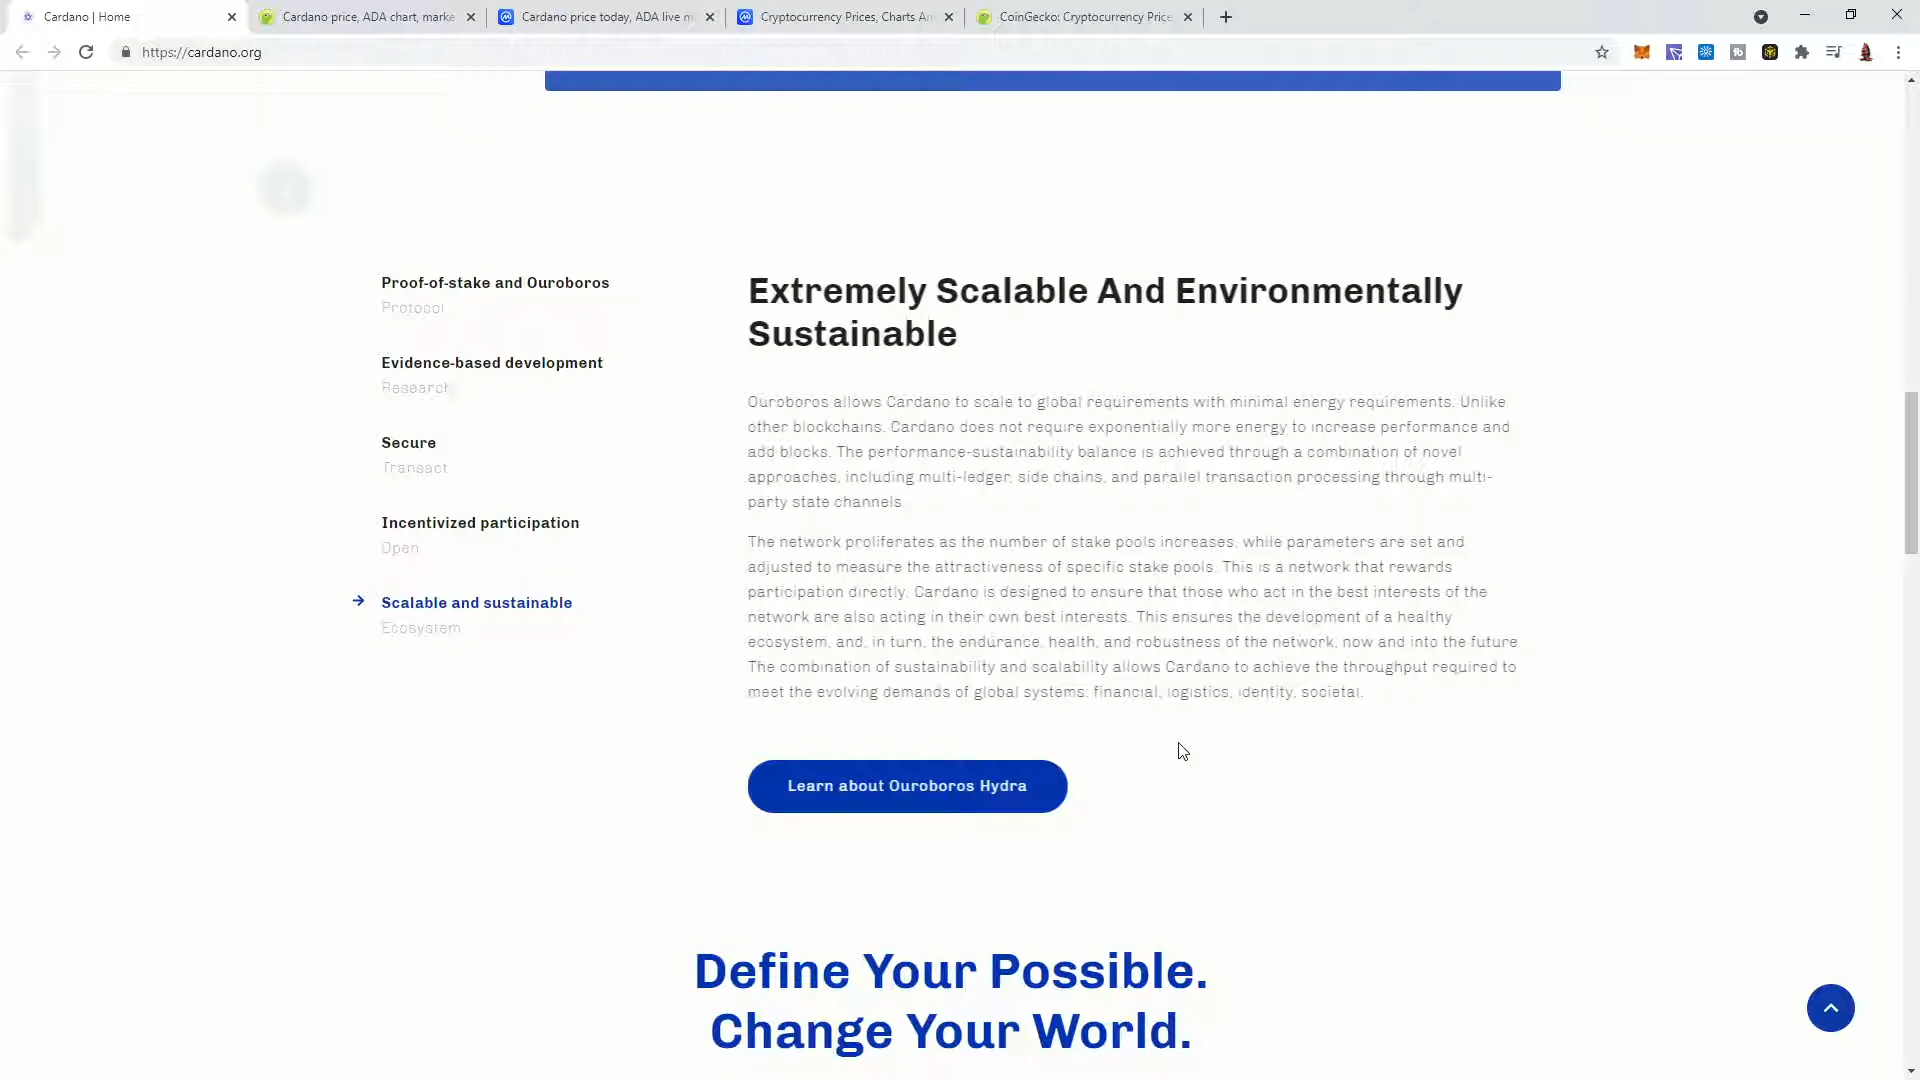 Cardano | Home
Cardano price, ADA chart, marke
Cardano price today, ADA live m
Cryptocurrency Prices, Charts An
CoinGecko: Cryptocurrency Price
https://cardano.org
Proof-of-stake and Ouroboros
Protocol
Evidence-based development
Research
Secure
Transact
Incentivized participation
Open
Scalable and sustainable
Ecosystem
Extremely Scalable And Environmentally
Sustainable
Ouroboros allows Cardano to scale to global requirements with minimal energy requirements. Unlike
other blockchains, Cardano does not require exponentially more energy to increase performance and
add blocks. The performance-sustainability balance is achieved through a combination of novel
approaches, including multi-ledger, side chains, and parallel transaction processing through multi-
party state channels.
The network proliferates as the number of stake pools increases, while parameters are set and
adjusted to measure the attractiveness of specific stake pools. This is a network that rewards
participation directly. Cardano is designed to ensure that those who act in the best interests of the
network are also acting in their own best interests. This ensures the development of a healthy
ecosystem, and, in turn, the endurance, health, and robustness of the network, now and into the future.
The combination of sustainability and scalability allows Cardano to achieve the throughput required to
meet the evolving demands of global systems: financial, logistics, identity, societal.
Learn about Ouroboros Hydra
Define Your Possible.
Change Your World.